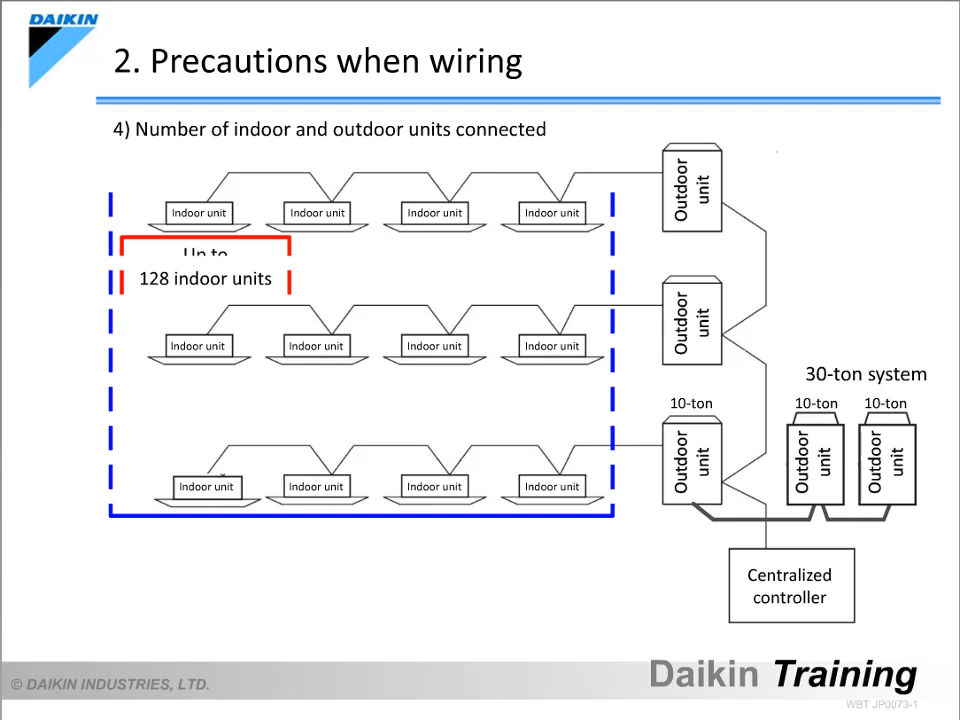 DAIKIN
2. Precautions when wiring
4) Number of indoor and outdoor units connected
Indoor unit
Indoor unit
Indoor unit
Indoor unit
Outdoor
unit
Up to
128 indoor units
Indoor unit
Indoor unit
Indoor unit
Indoor unit
Outdoor
unit
30-ton system
10-ton
10-ton
10-ton
Indoor unit
Indoor unit
Indoor unit
Indoor unit
Outdoor
unit
Outdoor
unit
Outdoor
unit
Centralized
controller
© DAIKIN INDUSTRIES, LTD.
Daikin Training
WBT JP0073-1